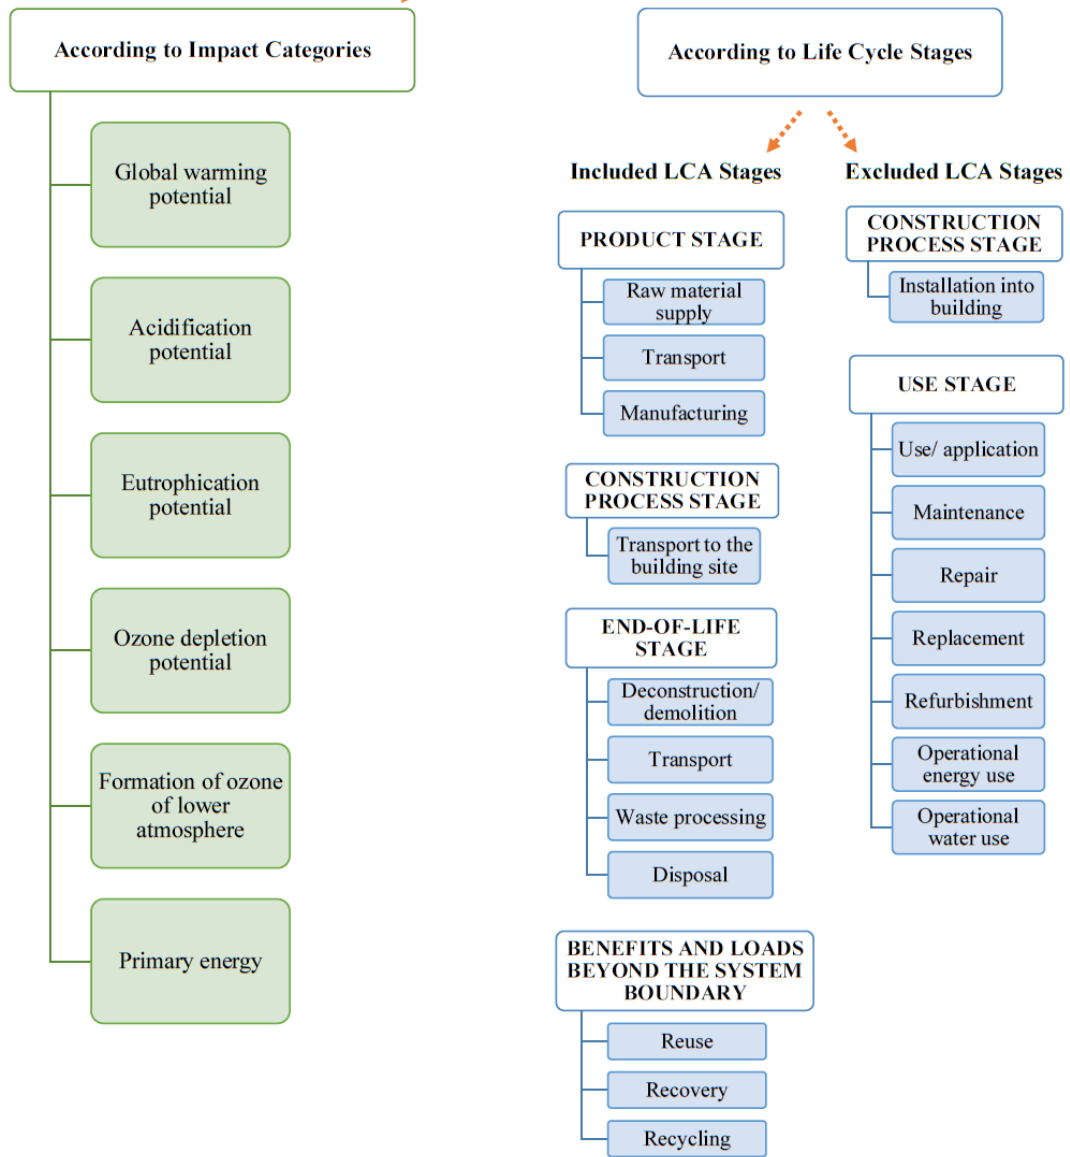 According to Impact Categories
Global warming
potential
Acidification
potential
Eutrophication
potential
Ozone depletion
potential
Formation of ozone
of lower
atmosphere
Primary energy
According to Life Cycle Stages
Included LCA Stages
PRODUCT STAGE
Raw material
supply
Transport
Manufacturing
CONSTRUCTION
PROCESS STAGE
Transport to the
building site
END-OF-LIFE
STAGE
Deconstruction/
demolition
Transport
Waste processing
Disposal
BENEFITS AND LOADS
BEYOND THE SYSTEM
BOUNDARY
Reuse
Recovery
Recycling
Excluded LCA Stages
CONSTRUCTION
PROCESS STAGE
Installation into
building
USE STAGE
Use/ application
Maintenance
Repair
Replacement
Refurbishment
Operational
energy use
Operational
water use